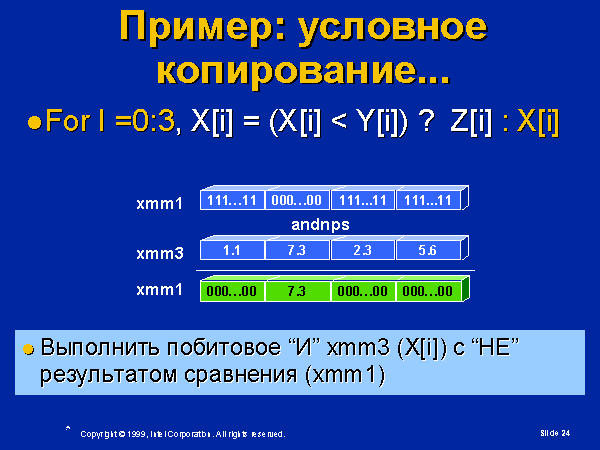 Пример: условное
копирование...
●For I =0:3, X[i] = (X[i] < Y[i]) ? Z[i] : X[i]
xmm1 111…11 000…00 111...11 111...11
andnps
xmm3 1.1 7.3 2.3 5.6
xmm1 000…00 7.3 000…00 000…00
● Выполнить побитовое “И” xmm3 (X[i]) с “НЕ”
результатом сравнения (xmm1)
Copyright © 1999, Intel Corporation. All rights reserved. Slide 24